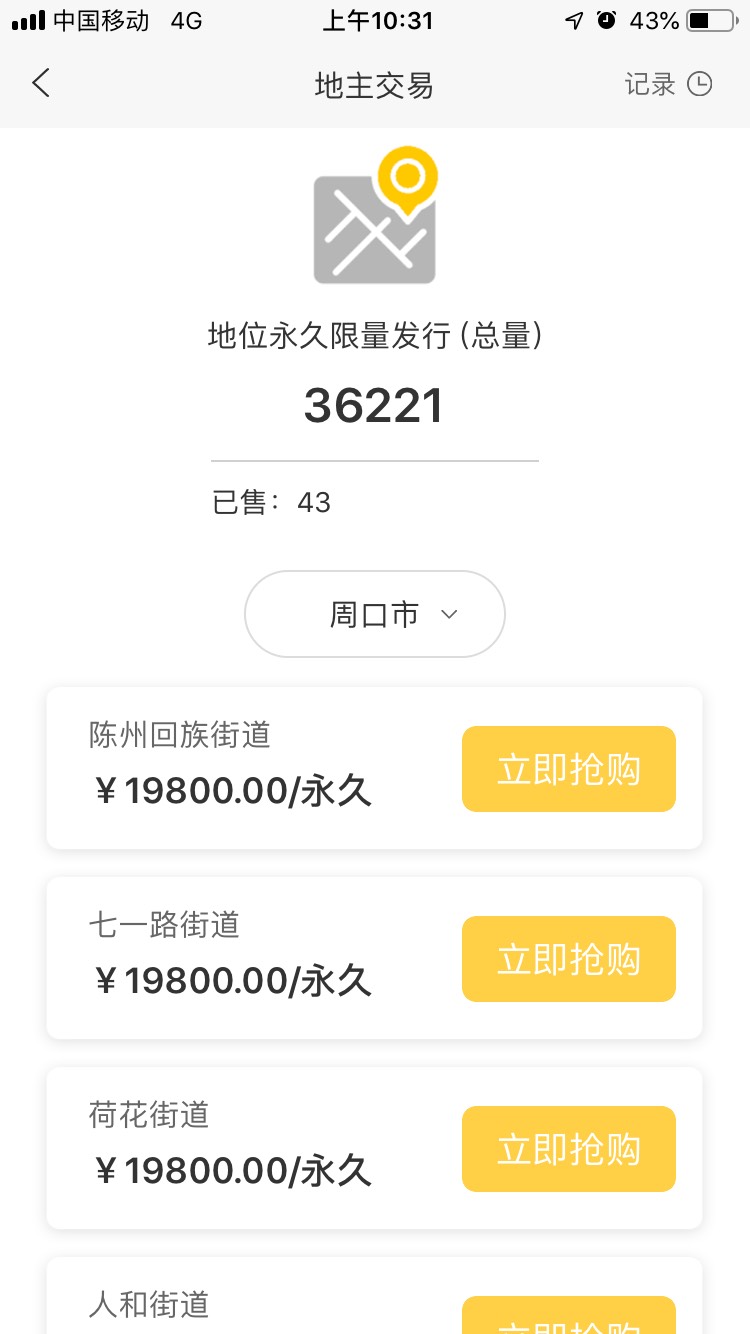 中国移动 4G 上午10:31 43%
地主交易 记录
地位永久限量发行 (总量)
36221
已售：43
周口市
陈州回族街道
￥19800.00/永久
立即抢购
七一路街道
￥19800.00/永久
立即抢购
荷花街道
￥19800.00/永久
立即抢购
人和街道
立即抢购